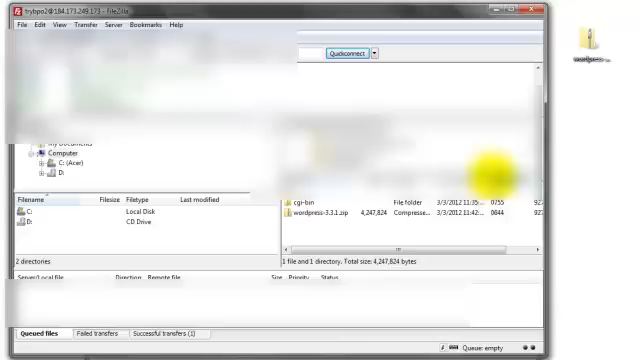 trybpo2@184.173.249.173 - FileZilla
File Edit View Transfer Server Bookmarks Help
Quickconnect
My Documents
Computer
C: (Acer)
D:
Filename Filesize Filetype Last modified
C: Local Disk
D: CD Drive
cgi-bin File folder 3/3/2012 11:35... 0755 927
wordpress-3.3.1.zip 4,247,824 Compresse... 3/3/2012 11:42:... 0644 927
2 directories
1 file and 1 directory. Total size: 4,247,824 bytes
Server/Local file Direction Remote file Size Priority Status
Queued files Failed transfers Successful transfers (1)
Queue: empty
wordpress-...